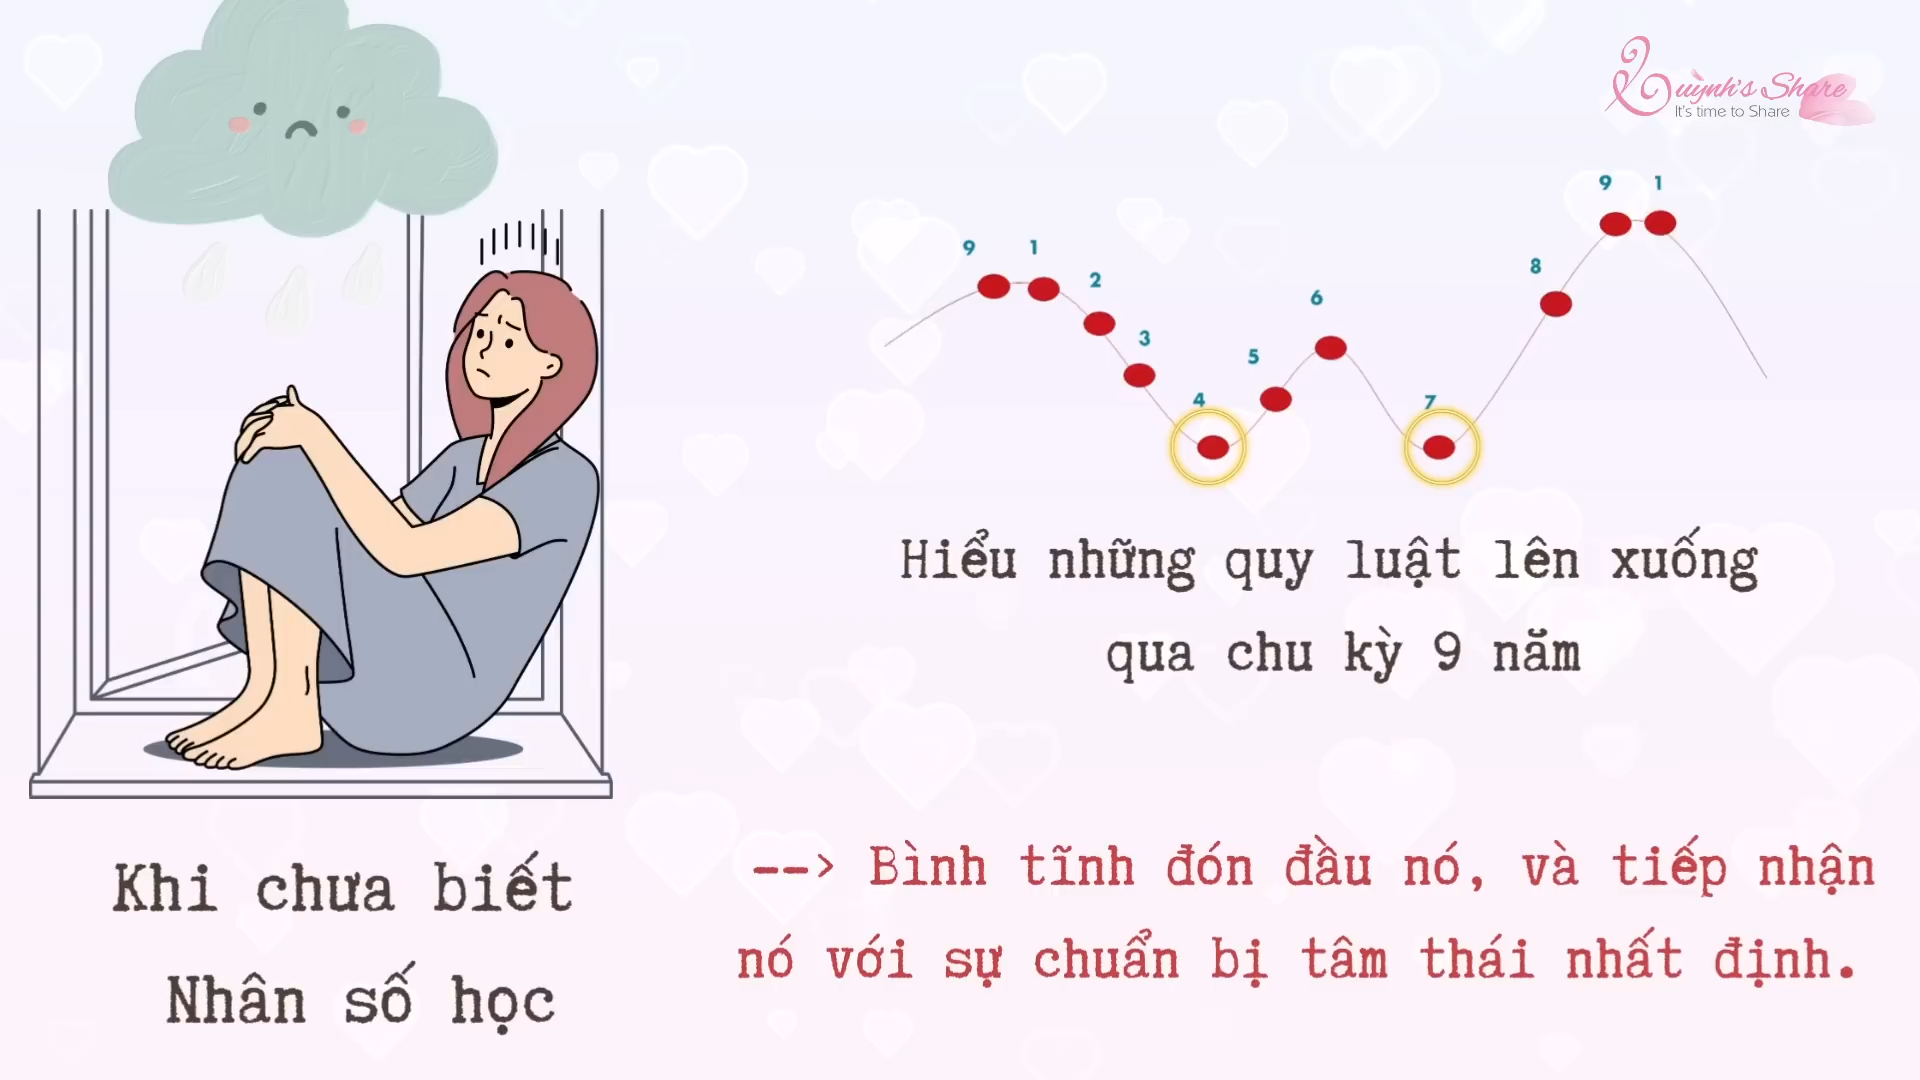 Quỳnh's Share
It's time to Share
9 1 2 3 4 5 6 7 8 9 1
Hiểu những quy luật lên xuống
qua chu kỳ 9 năm
Khi chưa biết
Nhân số học
--> Bình tĩnh đón đầu nó, và tiếp nhận
nó với sự chuẩn bị tâm thái nhất định.